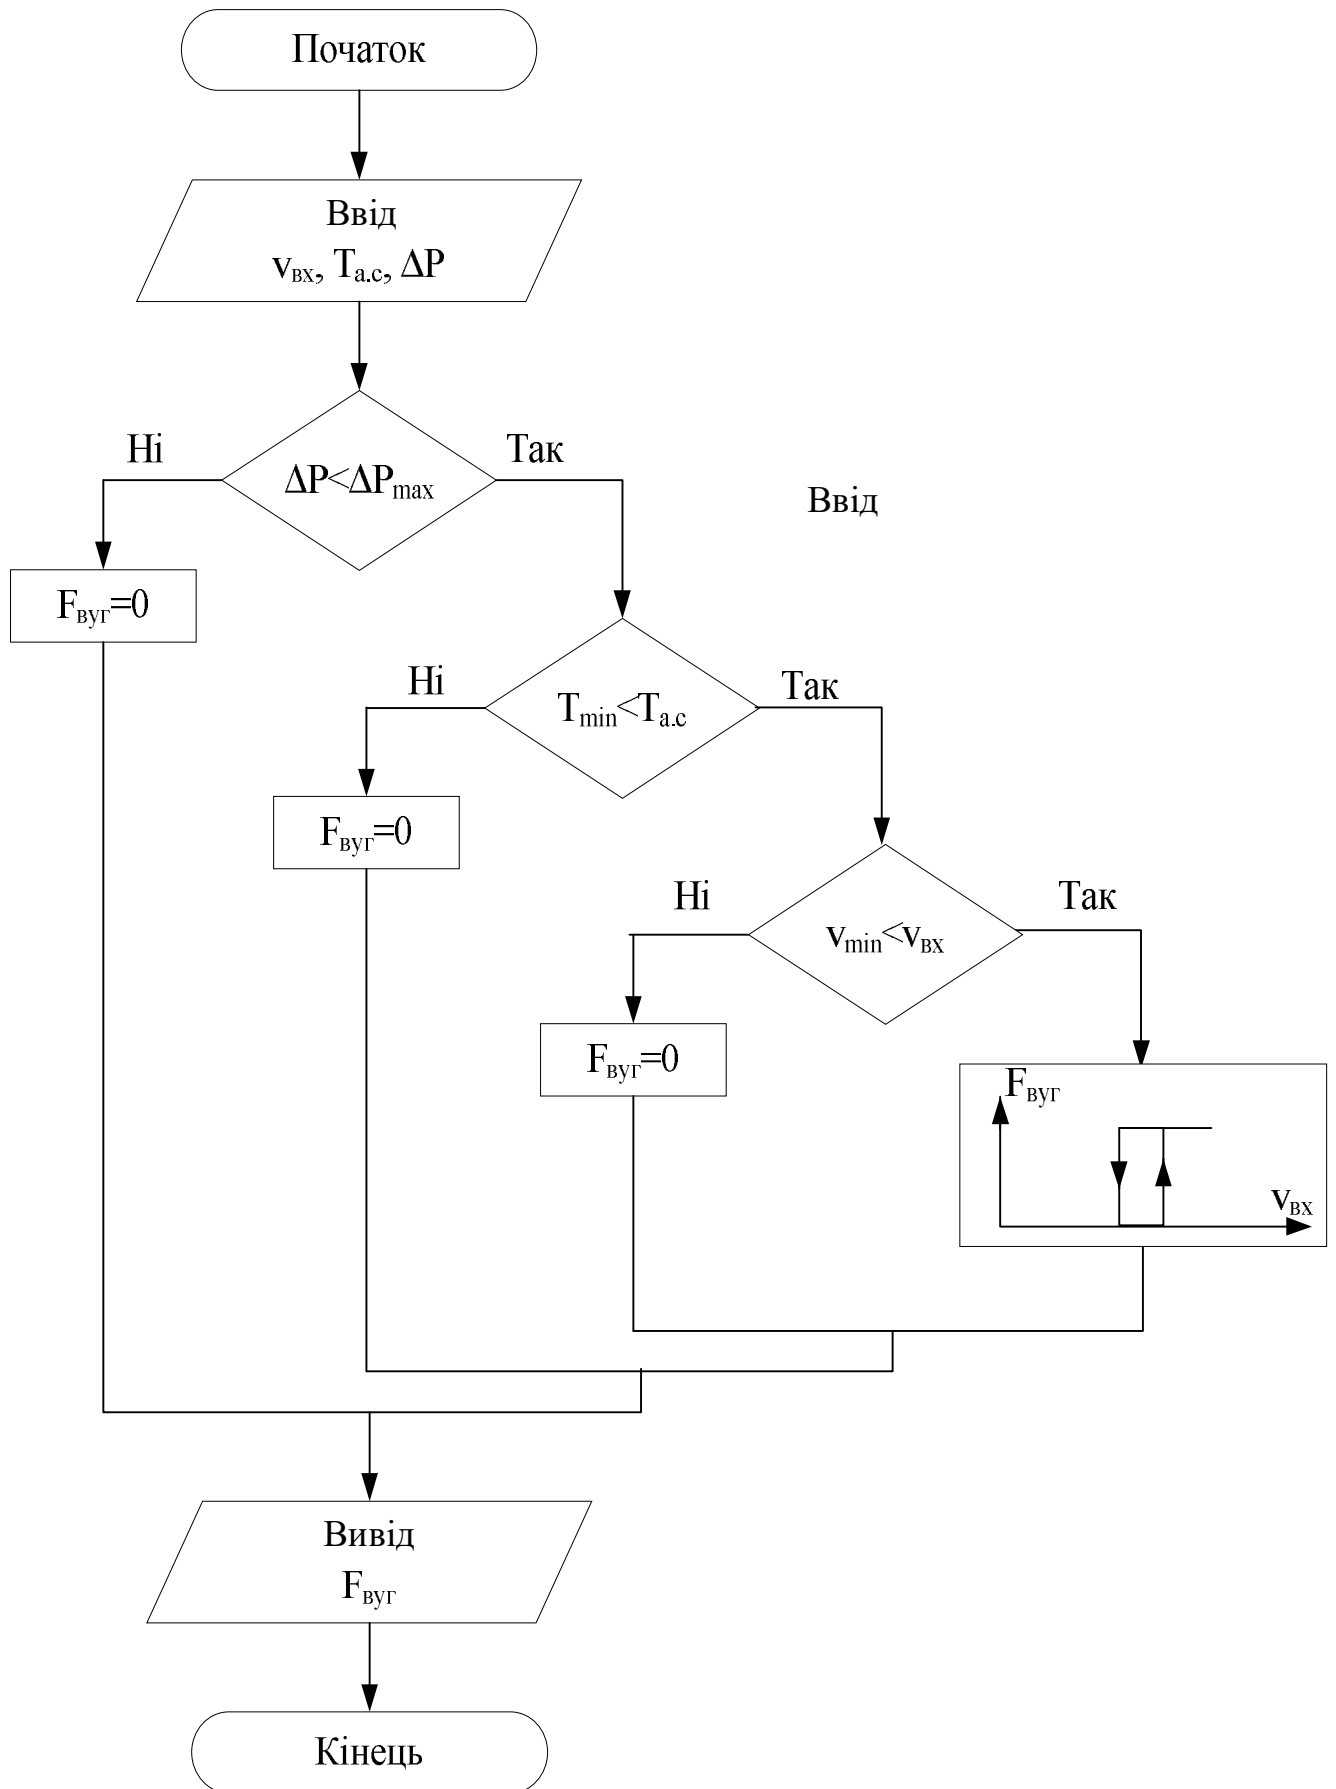 Початок
Ввід
vвх, Tа.с, ΔP
Ні
Так
ΔP<ΔPmax
Ввід
Fвуг=0
Ні
Так
Tmin<Tа.с
Fвуг=0
Ні
Так
vmin<vвх
Fвуг=0
Fвуг
vвх
Вивід
Fвуг
Кінець